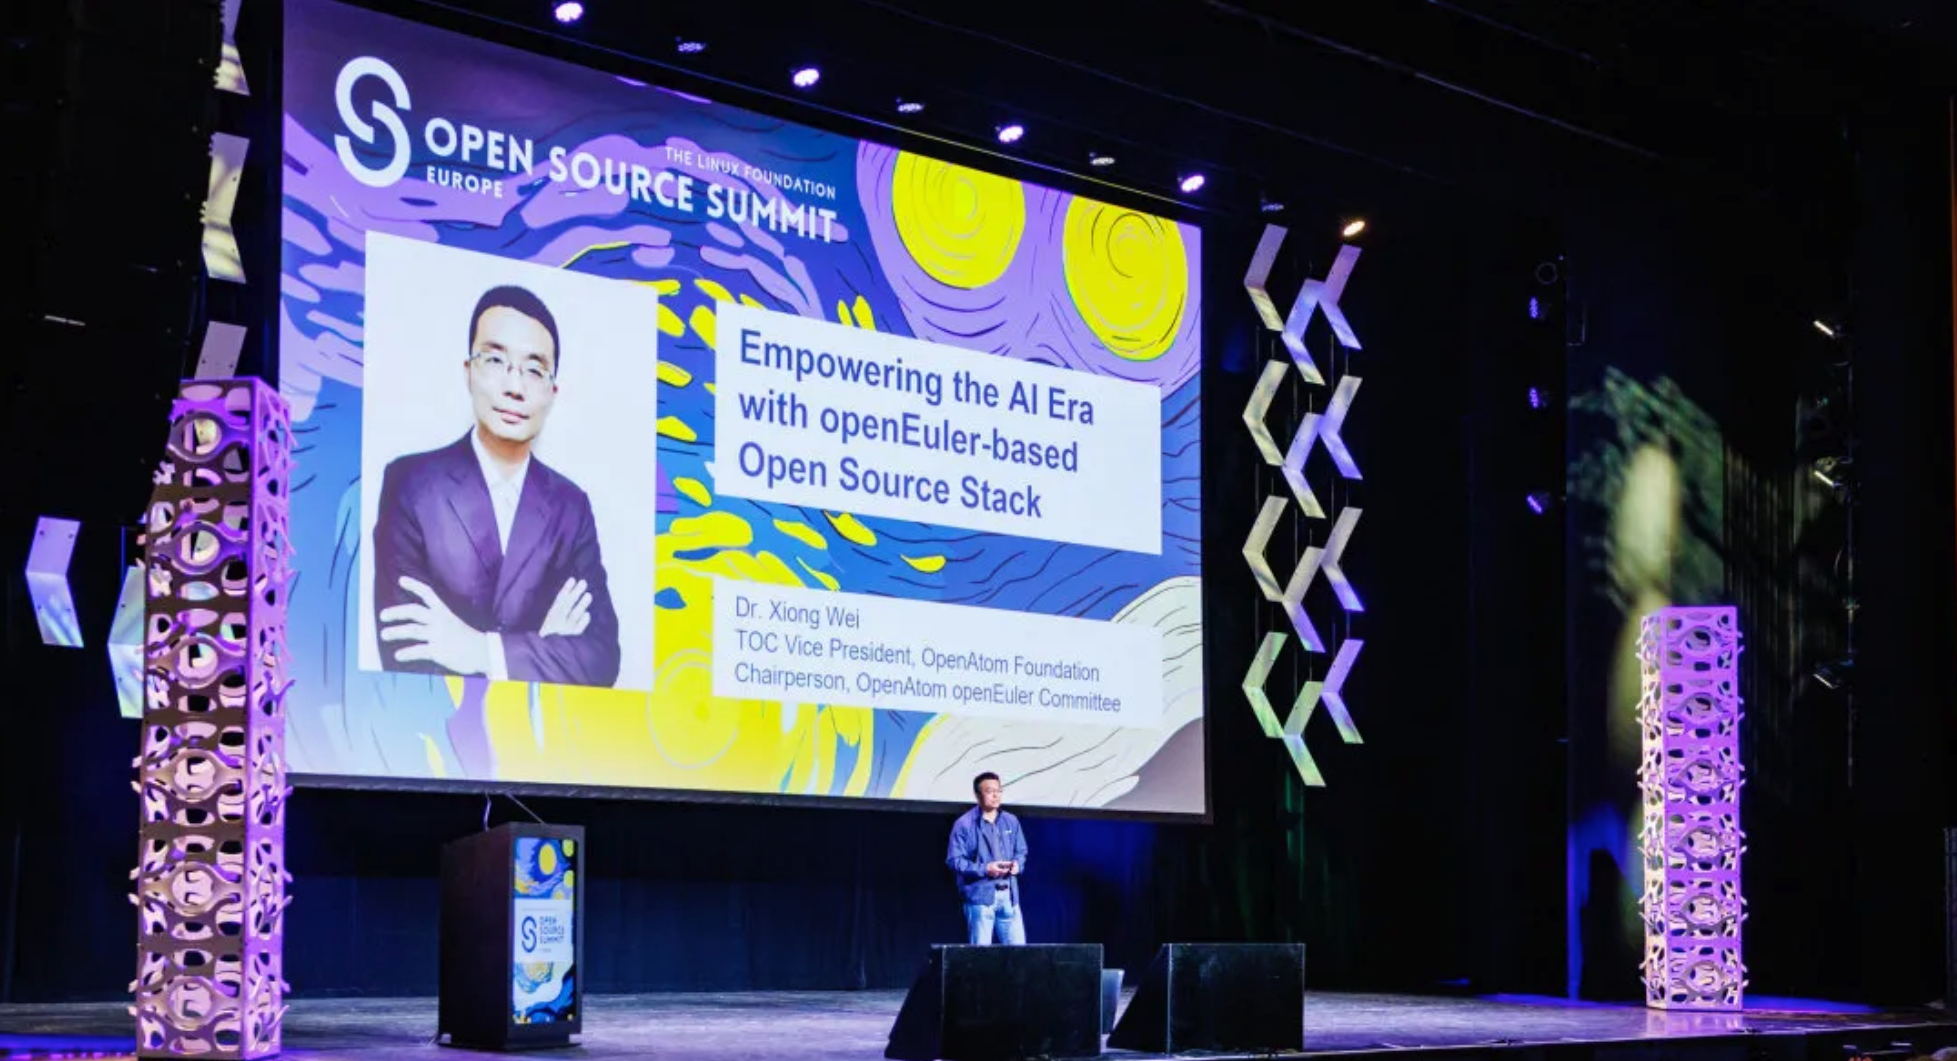 THE LINUX FOUNDATION
OPEN SOURCE SUMMIT
EUROPE
Empowering the AI Era
with openEuler-based
Open Source Stack
Dr. Xiong Wei
TOC Vice President, OpenAtom Foundation
Chairperson, OpenAtom openEuler Committee
OPEN
SOURCE
SUMMIT